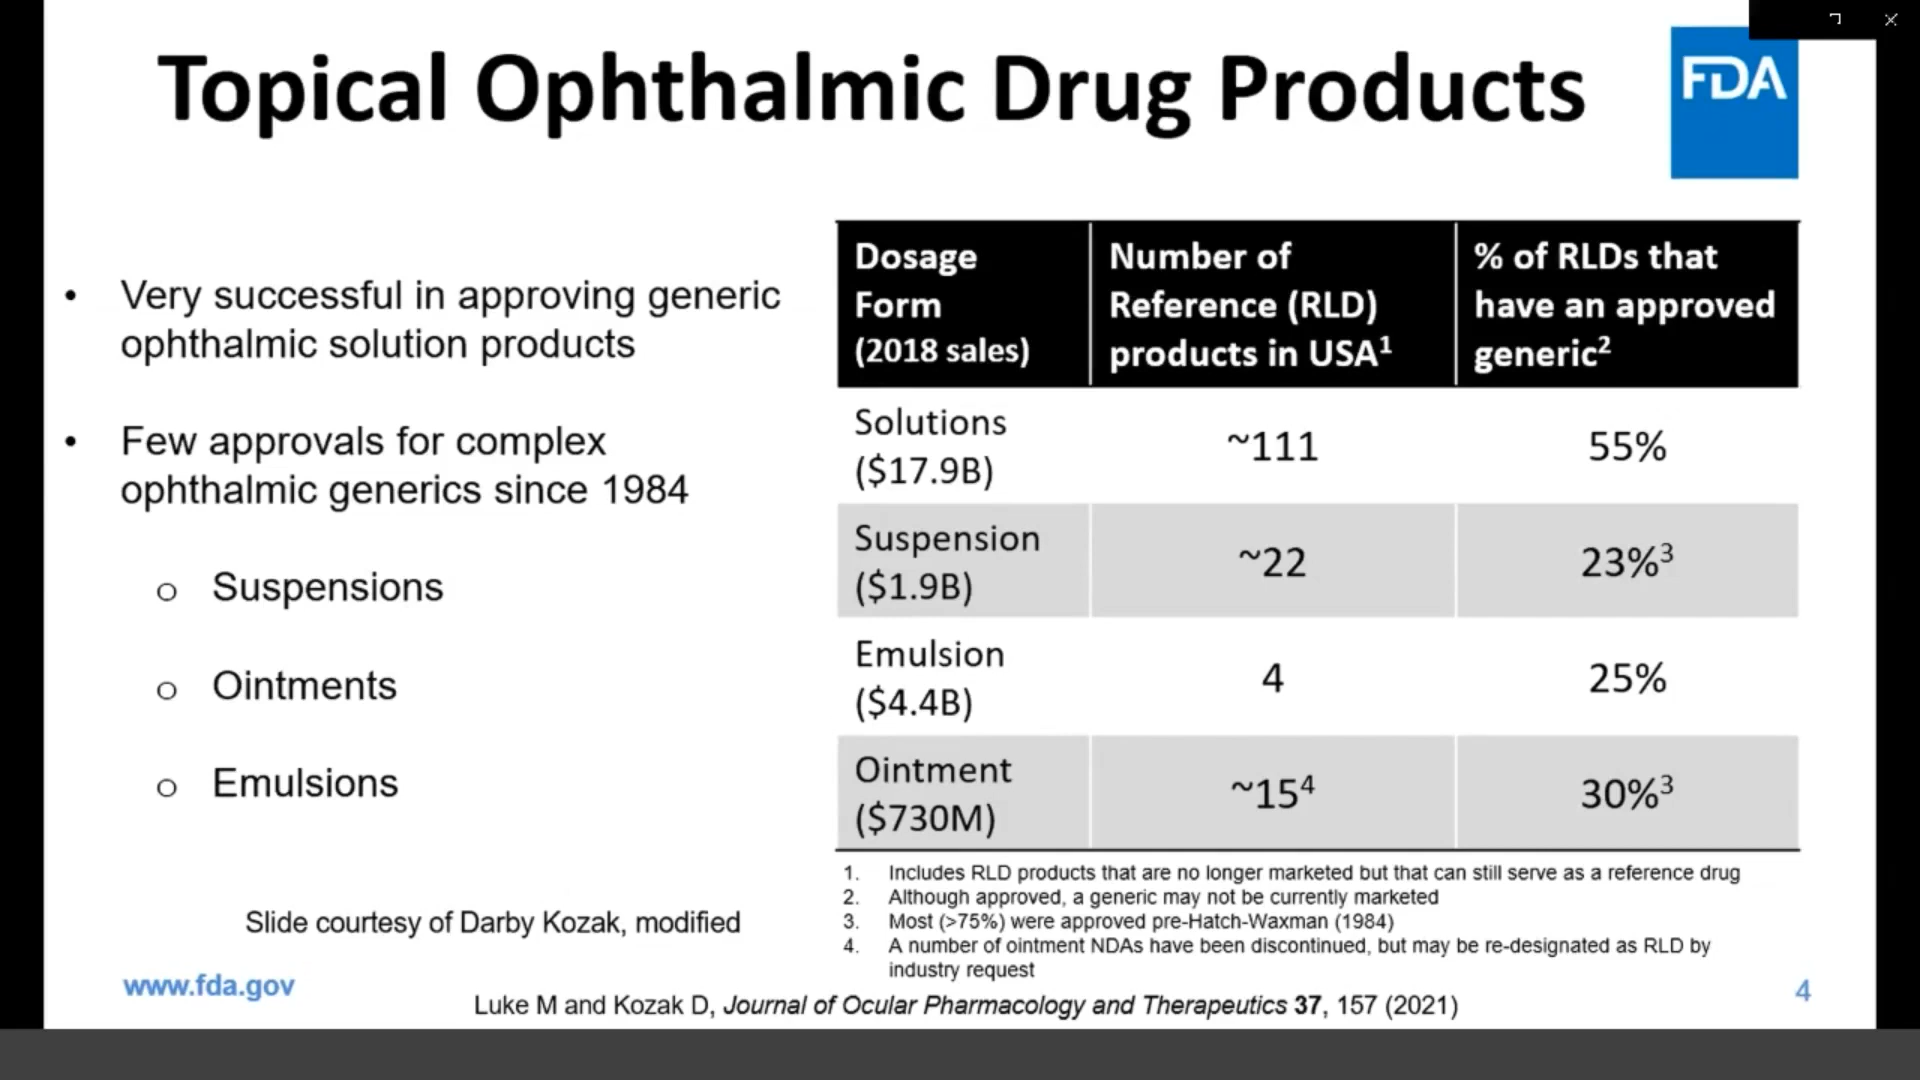 Topical Ophthalmic Drug Products
FDA
• Very successful in approving generic
ophthalmic solution products
• Few approvals for complex
ophthalmic generics since 1984
o Suspensions
o Ointments
o Emulsions
Slide courtesy of Darby Kozak, modified
Dosage
Form
(2018 sales)
Number of
Reference (RLD)
products in USA¹
% of RLDs that
have an approved
generic²
Solutions
($17.9B)
~111
55%
Suspension
($1.9B)
~22
23%³
Emulsion
($4.4B)
4
25%
Ointment
($730M)
~15⁴
30%³
1. Includes RLD products that are no longer marketed but that can still serve as a reference drug
2. Although approved, a generic may not be currently marketed
3. Most (>75%) were approved pre-Hatch-Waxman (1984)
4. A number of ointment NDAs have been discontinued, but may be re-designated as RLD by
industry request
www.fda.gov
Luke M and Kozak D, Journal of Ocular Pharmacology and Therapeutics 37, 157 (2021)
4